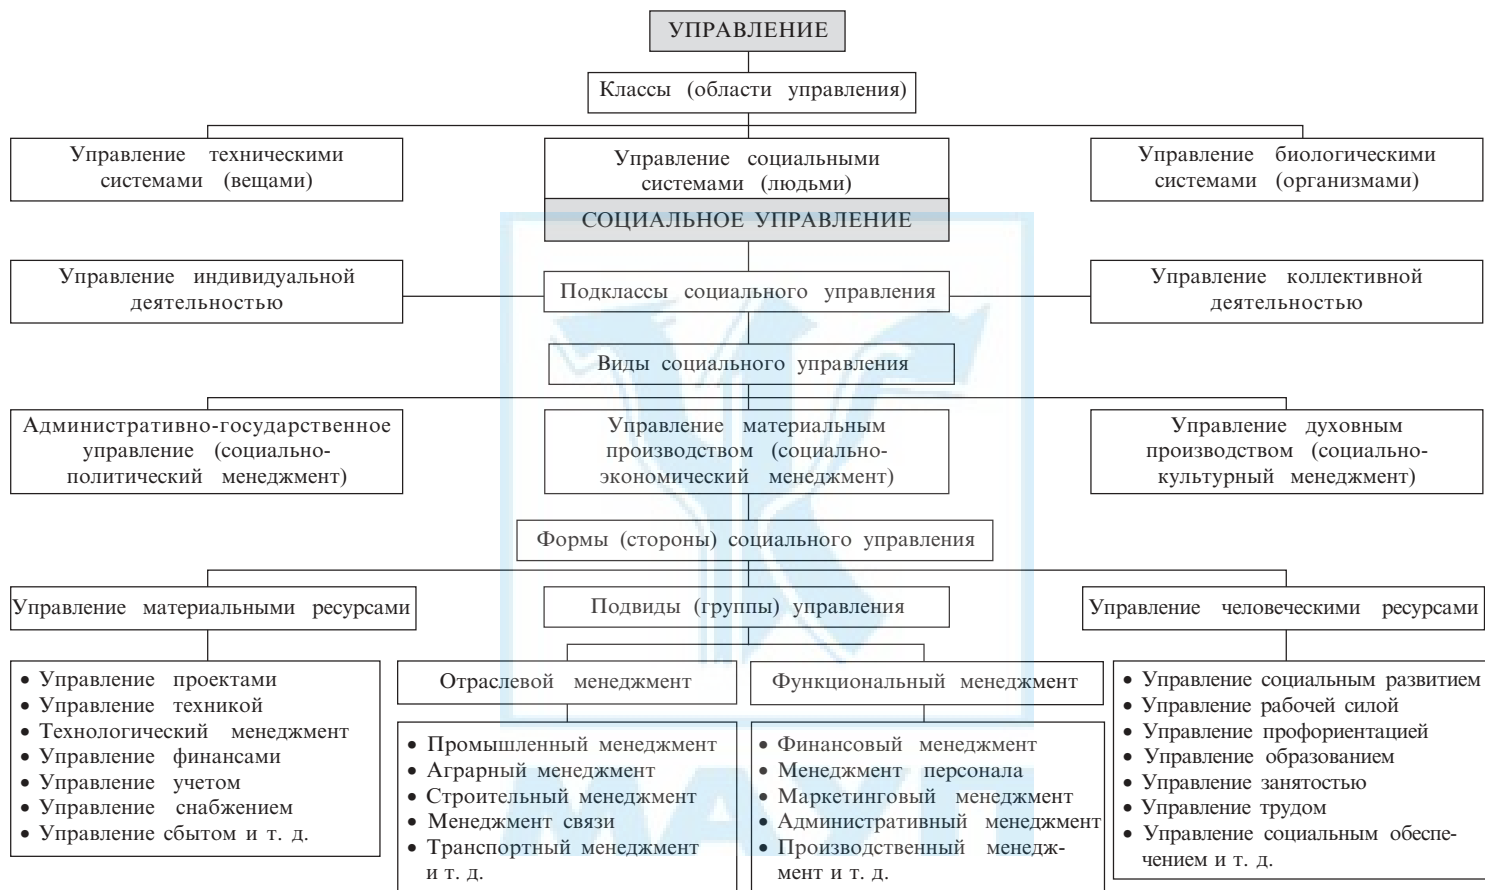 УПРАВЛЕНИЕ
Классы (области управления)
Управление техническими
системами (вещами)
Управление социальными
системами (людьми)
Управление биологическими
системами (организмами)
СОЦИАЛЬНОЕ УПРАВЛЕНИЕ
Управление индивидуальной
деятельностью
Подклассы социального управления
Управление коллективной
деятельностью
Виды социального управления
Административно-государственное
управление (социально-
политический менеджмент)
Управление материальным
производством (социально-
экономический менеджмент)
Управление духовным
производством (социально-
культурный менеджмент)
Формы (стороны) социального управления
Управление материальными ресурсами
Подвиды (группы) управления
Управление человеческими ресурсами
• Управление проектами
• Управление техникой
• Технологический менеджмент
• Управление финансами
• Управление учетом
• Управление снабжением
• Управление сбытом и т. д.
Отраслевой менеджмент
• Промышленный менеджмент
• Аграрный менеджмент
• Строительный менеджмент
• Менеджмент связи
• Транспортный менеджмент
и т. д.
Функциональный менеджмент
• Финансовый менеджмент
• Менеджмент персонала
• Маркетинговый менеджмент
• Административный менеджмент
• Производственный менедж-
мент и т. д.
• Управление социальным развитием
• Управление рабочей силой
• Управление профориентацией
• Управление образованием
• Управление занятостью
• Управление трудом
• Управление социальным обеспе-
чением и т. д.
МАУП